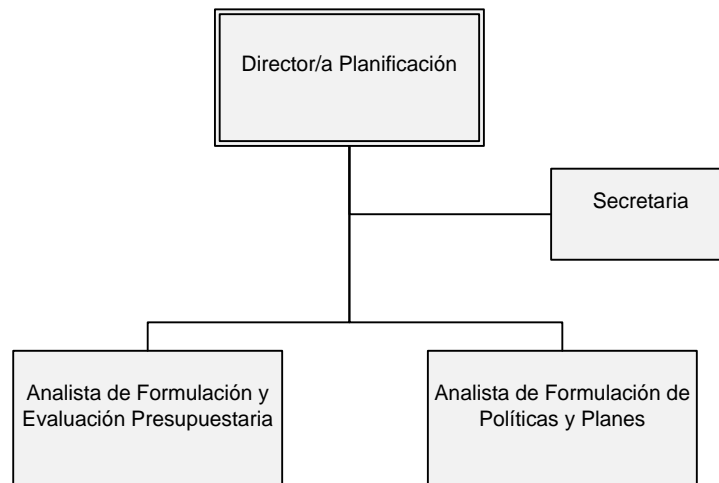 Director/a Planificación
Secretaria
Analista de Formulación y
Evaluación Presupuestaria
Analista de Formulación de
Políticas y Planes